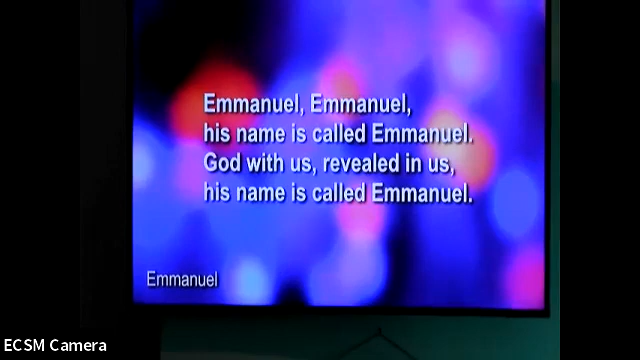 Emmanuel, Emmanuel,
his name is called Emmanuel.
God with us, revealed in us,
his name is called Emmanuel.
Emmanuel
ECSM Camera